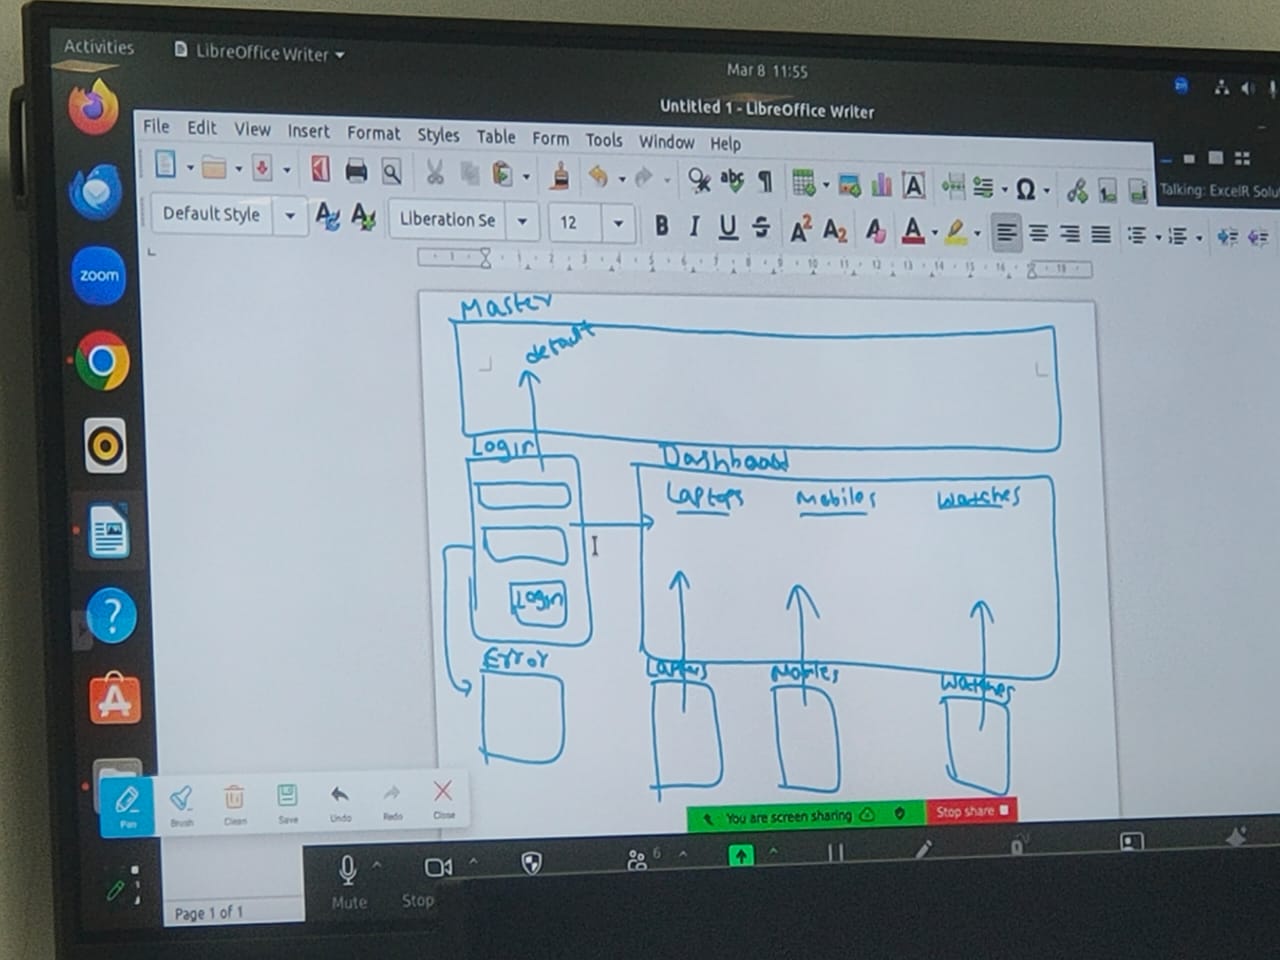 Activities
LibreOffice Writer
Mar 8 11:55
Untitled 1 - LibreOffice Writer
File Edit View Insert Format Styles Table Form Tools Window Help
Talking: ExcelR Solu
Default Style
Liberation Se
12
zoom
Master
default
Login
Dashboard
Laptops Mobiles Watches
Login
Error
Laptops Mobiles Watches
Pen Brush Clean Save Undo Redo Close
You are screen sharing
Stop share
6
Mute Stop
Page 1 of 1